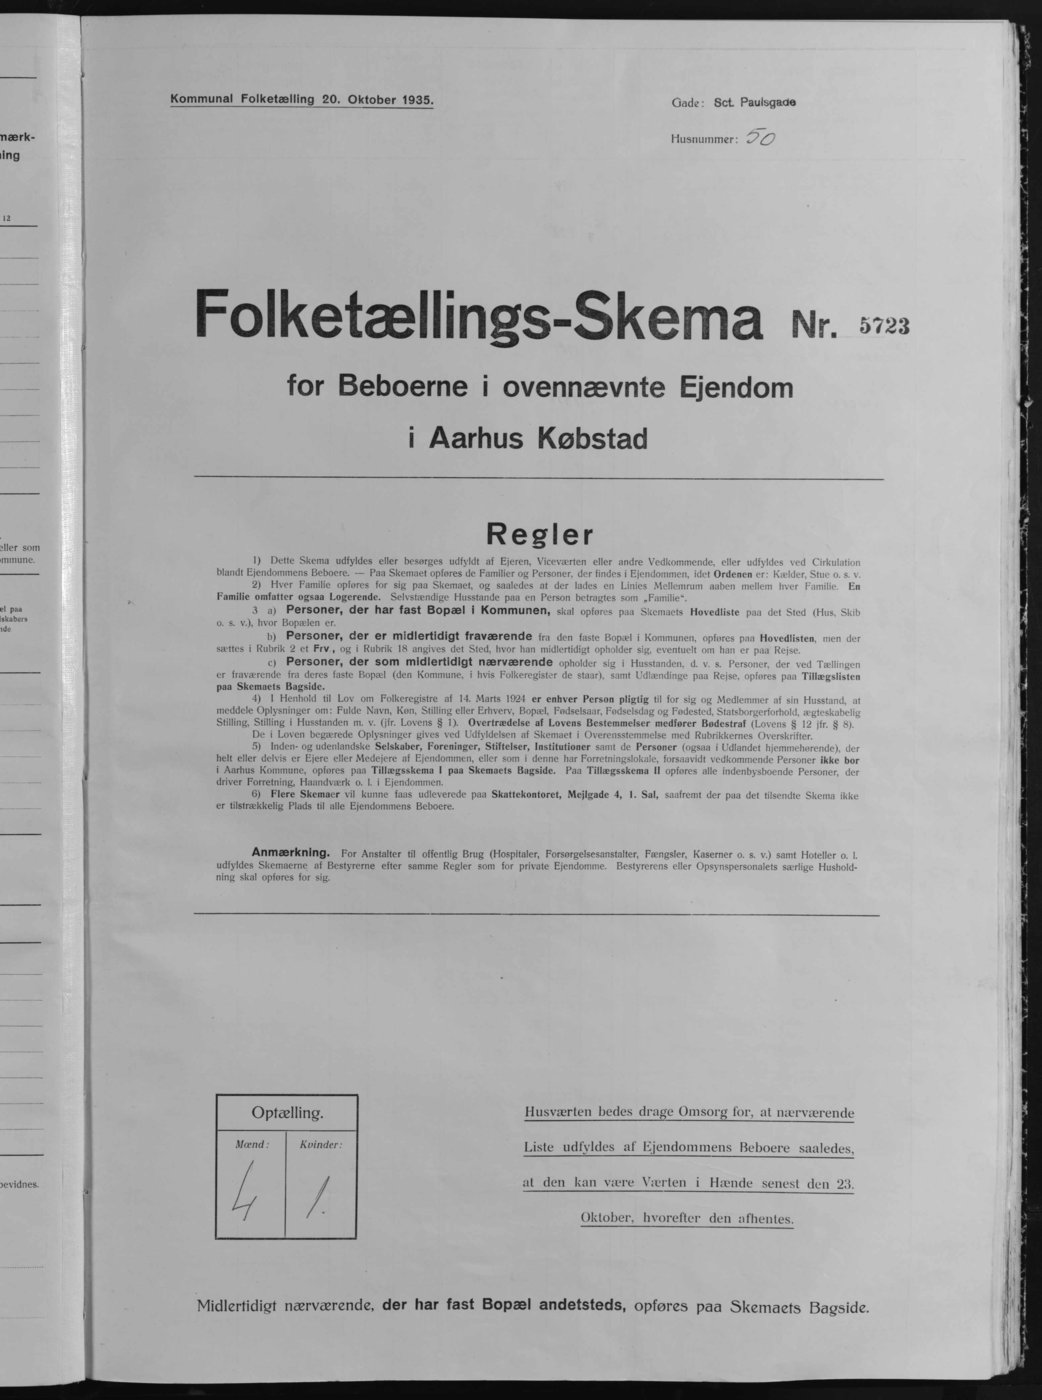 Kommunal Folketælling 20. Oktober 1935.
Gade: Sct. Paulsgade
Husnummer: 50
Folketællings-Skema Nr. 5723
for Beboerne i ovennævnte Ejendom
i Aarhus Købstad
Regler
1) Dette Skema udfyldes eller besørges udfyldt af Ejeren, Viceværten eller andre Vedkommende, eller udfyldes ved Cirkulation
blandt Ejendommens Beboere. — Paa Skemaet opføres de Familier og Personer, der findes i Ejendommen, idet Ordenen er: Kælder, Stue o. s. v.
2) Hver Familie opføres for sig paa Skemaet, og saaledes at der lades en Linies Mellemrum aaben mellem hver Familie. En
Familie omfatter ogsaa Logerende. Selvstændige Husstande paa en Person betragtes som „Familie“.
3 a) Personer, der har fast Bopæl i Kommunen, skal opføres paa Skemaets Hovedliste paa det Sted (Hus, Skib
o. s. v.), hvor Bopælen er.
b) Personer, der er midlertidigt fraværende fra den faste Bopæl i Kommunen, opføres paa Hovedlisten, men der
sættes i Rubrik 2 et Frv., og i Rubrik 18 angives det Sted, hvor han midlertidigt opholder sig, eventuelt om han er paa Rejse.
c) Personer, der som midlertidigt nærværende opholder sig i Husstanden, d. v. s. Personer, der ved Tællingen
er fraværende fra deres faste Bopæl (den Kommune, i hvis Folkeregister de staar), samt Udlændinge paa Rejse, opføres paa Tillægslisten
paa Skemaets Bagside.
4) I Henhold til Lov om Folkeregistre af 14. Marts 1924 er enhver Person pligtig til for sig og Medlemmer af sin Husstand, at
meddele Oplysninger om: Fulde Navn, Køn, Stilling eller Erhverv, Bopæl, Fødselsaar, Fødselsdag og Fødested, Statsborgerforhold, ægteskabelig
Stilling, Stilling i Husstanden m. v. (jfr. Lovens § 1). Overtrædelse af Lovens Bestemmelser medfører Bødestraf (Lovens § 12 jfr. § 8).
De i Loven begærede Oplysninger gives ved Udfyldelsen af Skemaet i Overensstemmelse med Rubrikkernes Overskrifter.
5) Inden- og udenlandske Selskaber, Foreninger, Stiftelser, Institutioner samt de Personer (ogsaa i Udlandet hjemmehørende), der
helt eller delvis er Ejere eller Medejere af Ejendommen, eller som i denne har Forretningslokale, forsaavidt vedkommende Personer ikke bor
i Aarhus Kommune, opføres paa Tillægsskema I paa Skemaets Bagside. Paa Tillægsskema II opføres alle indenbysboende Personer, der
driver Forretning, Haandværk o. l. i Ejendommen.
6) Flere Skemaer vil kunne faas udleverede paa Skattekontoret, Mejlgade 4, 1. Sal, saafremt der paa det tilsendte Skema ikke
er tilstrækkelig Plads til alle Ejendommens Beboere.
Anmærkning. For Anstalter til offentlig Brug (Hospitaler, Forsørgelsesanstalter, Fængsler, Kaserner o. s. v.) samt Hoteller o. l.
udfyldes Skemaerne af Bestyrerne efter samme Regler som for private Ejendomme. Bestyrerens eller Opsynspersonalets særlige Hushold-
ning skal opføres for sig.
Optælling.
Mænd: Kvinder:
4 1.
Husværten bedes drage Omsorg for, at nærværende
Liste udfyldes af Ejendommens Beboere saaledes,
at den kan være Værten i Hænde senest den 23.
Oktober, hvorefter den afhentes.
Midlertidigt nærværende, der har fast Bopæl andetsteds, opføres paa Skemaets Bagside.